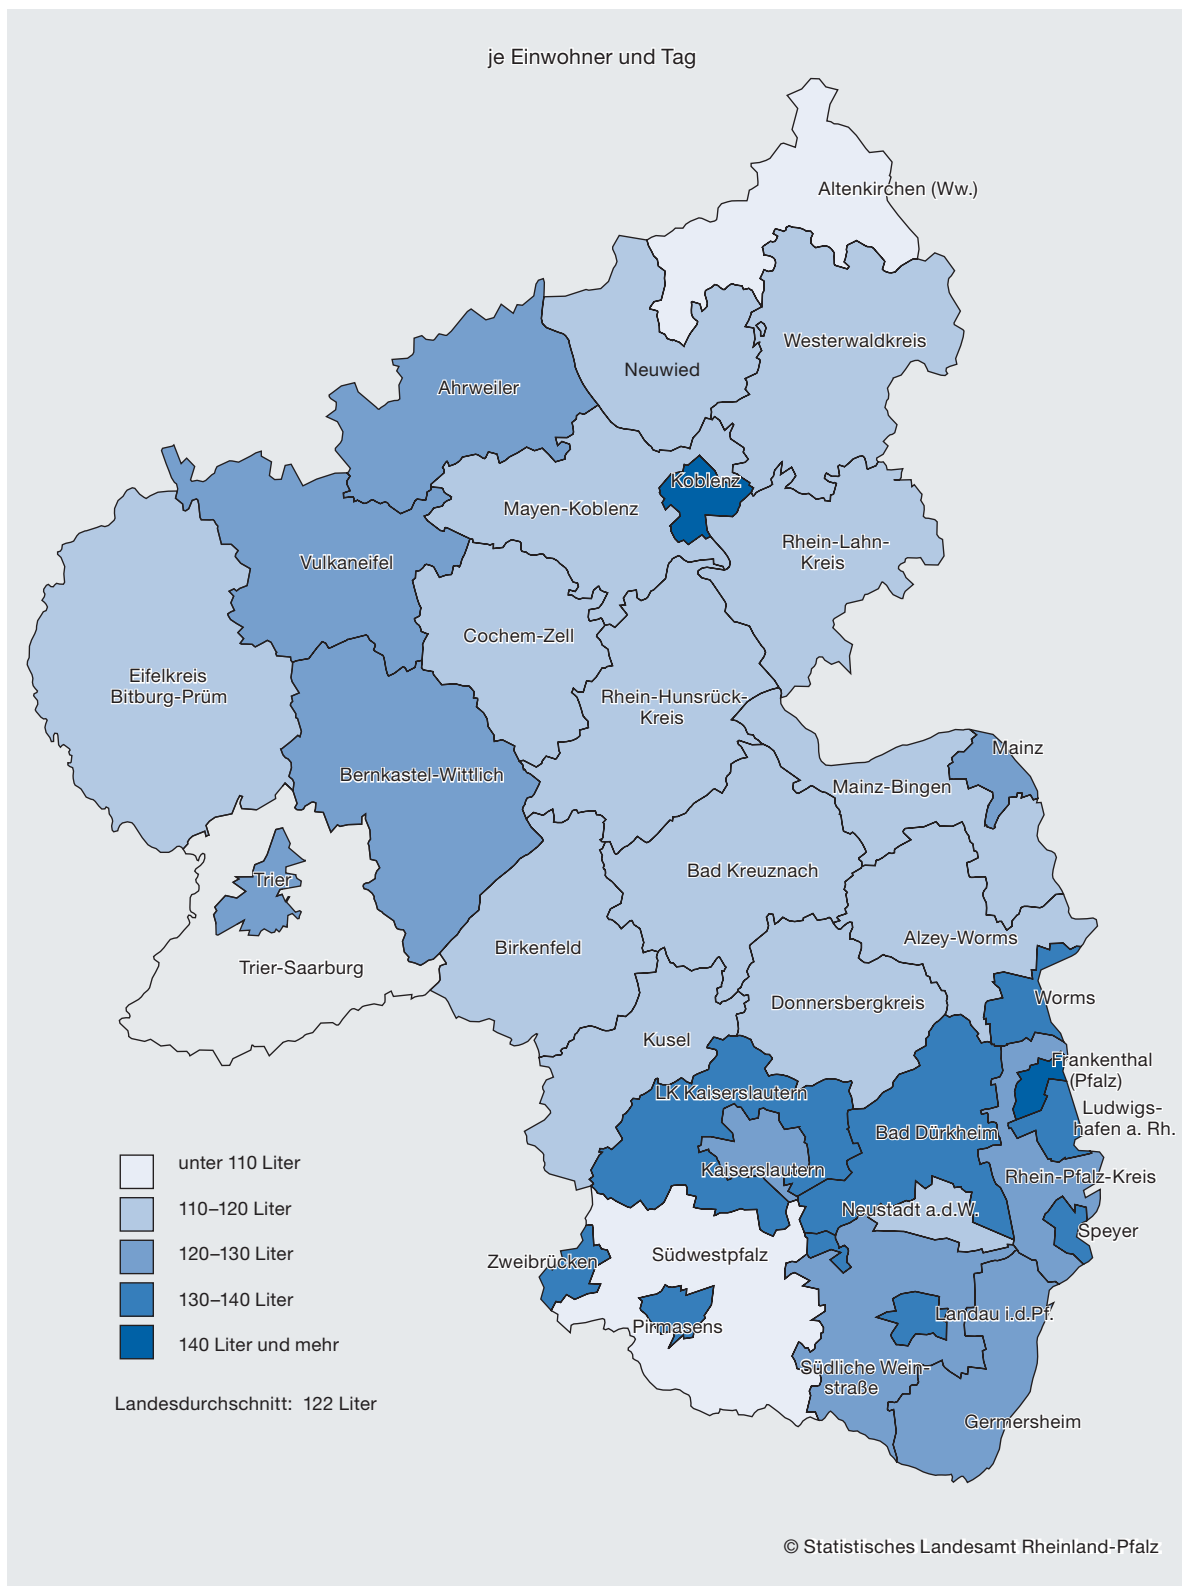 je Einwohner und Tag
Altenkirchen (Ww.)
Westerwaldkreis
Neuwied
Ahrweiler
Koblenz
Mayen-Koblenz
Rhein-Lahn-
Kreis
Vulkaneifel
Cochem-Zell
Eifelkreis
Bitburg-Prüm
Rhein-Hunsrück-
Kreis
Mainz
Bernkastel-Wittlich
Mainz-Bingen
Bad Kreuznach
Trier
Alzey-Worms
Birkenfeld
Trier-Saarburg
Worms
Donnersbergkreis
Kusel
Frankenthal
(Pfalz)
LK Kaiserslautern
Ludwigs-
hafen a. Rh.
Bad Dürkheim
Kaiserslautern
Rhein-Pfalz-Kreis
Neustadt a.d.W.
Speyer
Südwestpfalz
Zweibrücken
Landau i.d.Pf.
Pirmasens
Südliche Wein-
straße
Germersheim
unter 110 Liter
110–120 Liter
120–130 Liter
130–140 Liter
140 Liter und mehr
Landesdurchschnitt: 122 Liter
© Statistisches Landesamt Rheinland-Pfalz